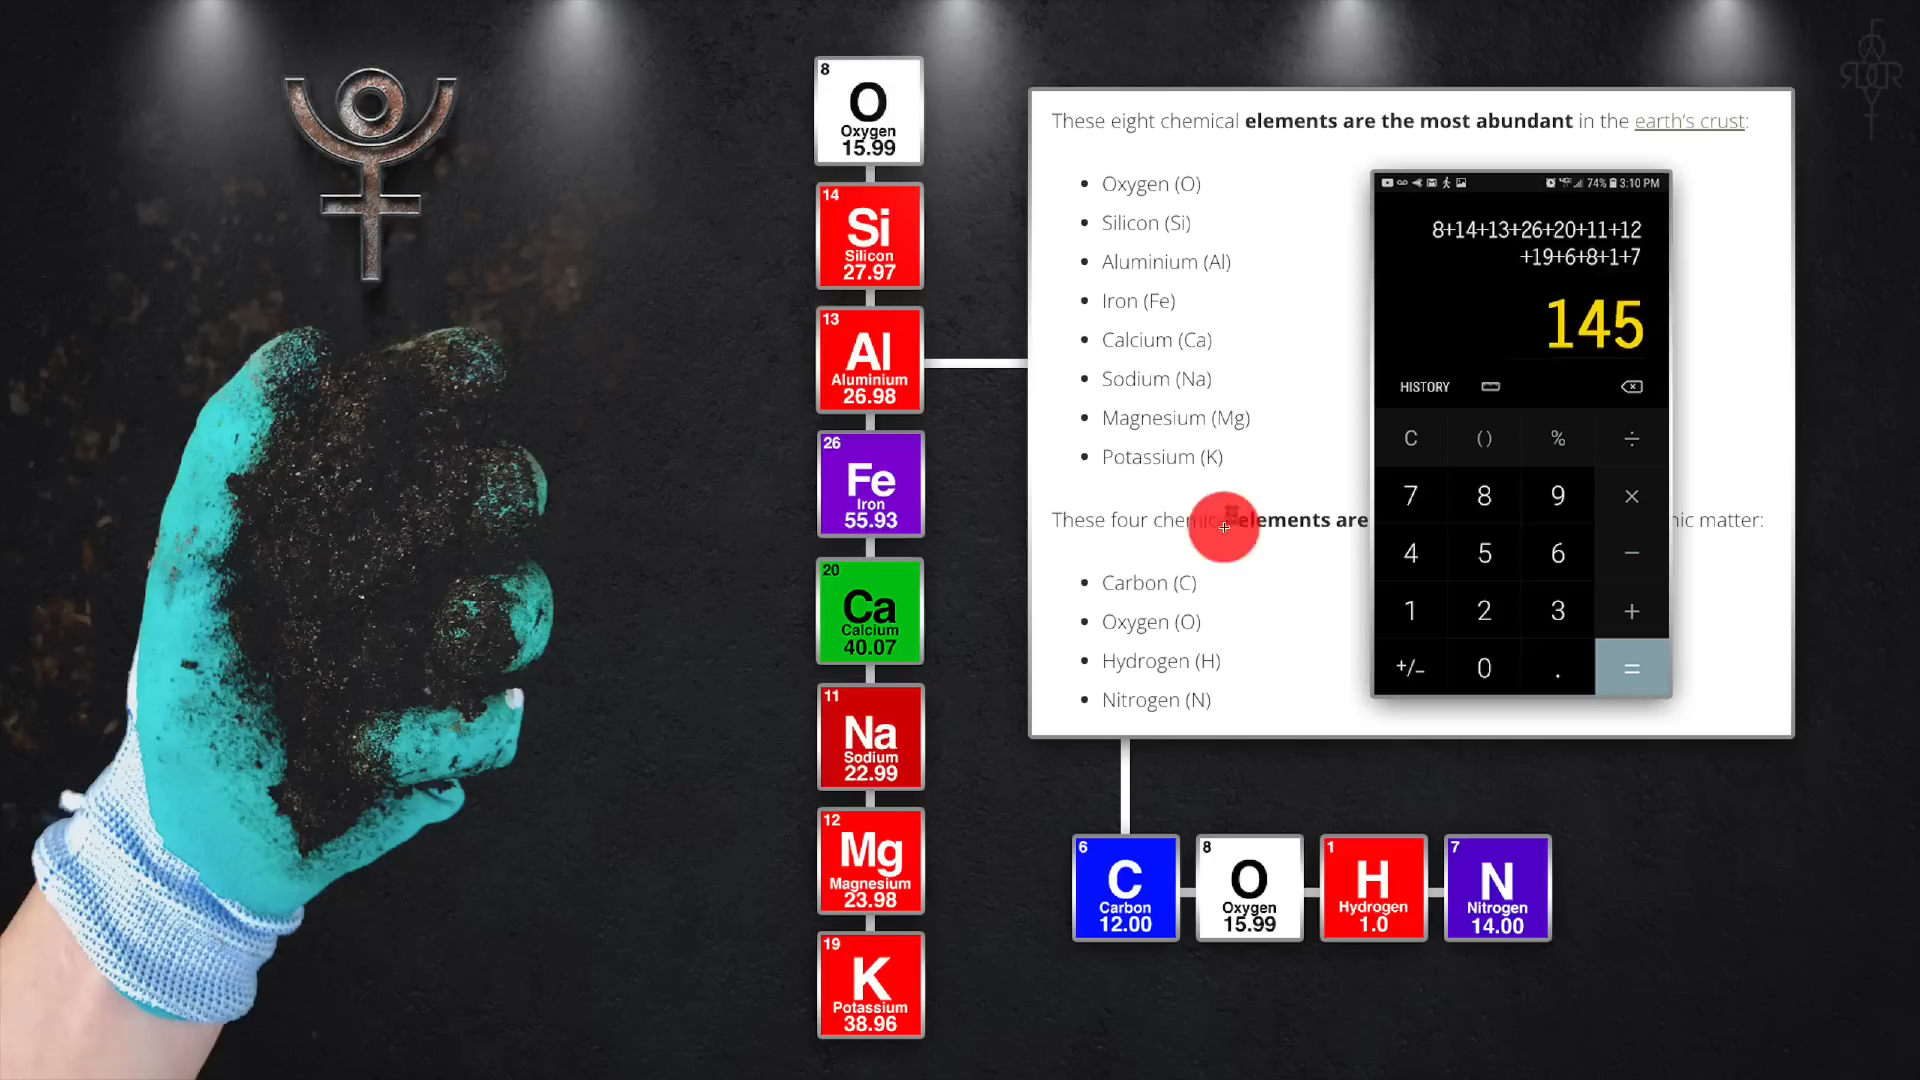 8
O
Oxygen
15.99
14
Si
Silicon
27.97
13
Al
Aluminium
26.98
26
Fe
Iron
55.93
20
Ca
Calcium
40.07
11
Na
Sodium
22.99
12
Mg
Magnesium
23.98
19
K
Potassium
38.96
These eight chemical elements are the most abundant in the earth's crust:
• Oxygen (O)
• Silicon (Si)
• Aluminium (Al)
• Iron (Fe)
• Calcium (Ca)
• Sodium (Na)
• Magnesium (Mg)
• Potassium (K)
These four elements are matter:
• Carbon (C)
• Oxygen (O)
• Hydrogen (H)
• Nitrogen (N)
74% 3:10 PM
8+14+13+26+20+11+12
+19+6+8+1+7
145
HISTORY
C ( ) % ÷
7 8 9 ×
4 5 6 −
1 2 3 +
+/− 0 . =
6
C
Carbon
12.00
8
O
Oxygen
15.99
1
H
Hydrogen
1.0
7
N
Nitrogen
14.00